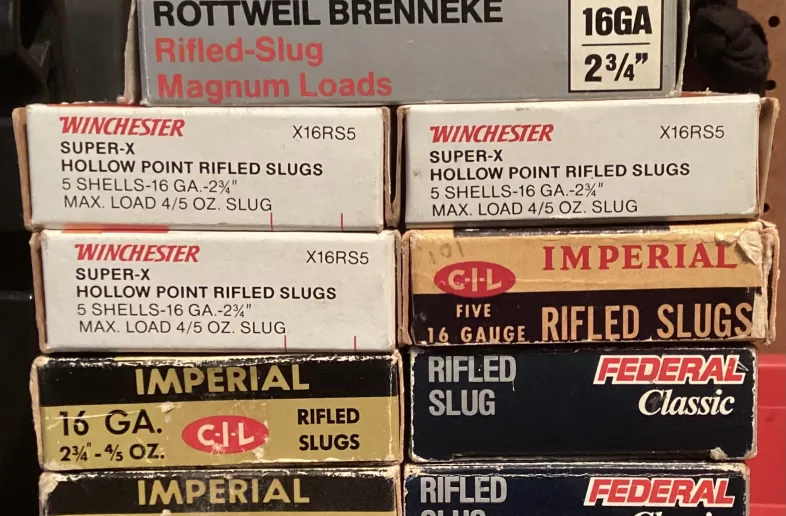 ROTTWEIL BRENNEKE
Rifled-Slug
Magnum Loads
16GA
2¾"
WINCHESTER X16RS5
SUPER-X
HOLLOW POINT RIFLED SLUGS
5 SHELLS-16 GA.-2¾"
MAX. LOAD 4/5 OZ. SLUG
WINCHESTER X16RS5
SUPER-X
HOLLOW POINT RIFLED SLUGS
5 SHELLS-16 GA.-2¾"
MAX. LOAD 4/5 OZ. SLUG
WINCHESTER X16RS5
SUPER-X
HOLLOW POINT RIFLED SLUGS
5 SHELLS-16 GA.-2¾"
MAX. LOAD 4/5 OZ. SLUG
C-I-L IMPERIAL
FIVE
16 GAUGE RIFLED SLUGS
IMPERIAL
16 GA.
2¾"-4/5 OZ.
C-I-L
RIFLED
SLUGS
RIFLED
SLUG
FEDERAL
Classic
IMPERIAL
RIFLED
SLUG
FEDERAL
Classic